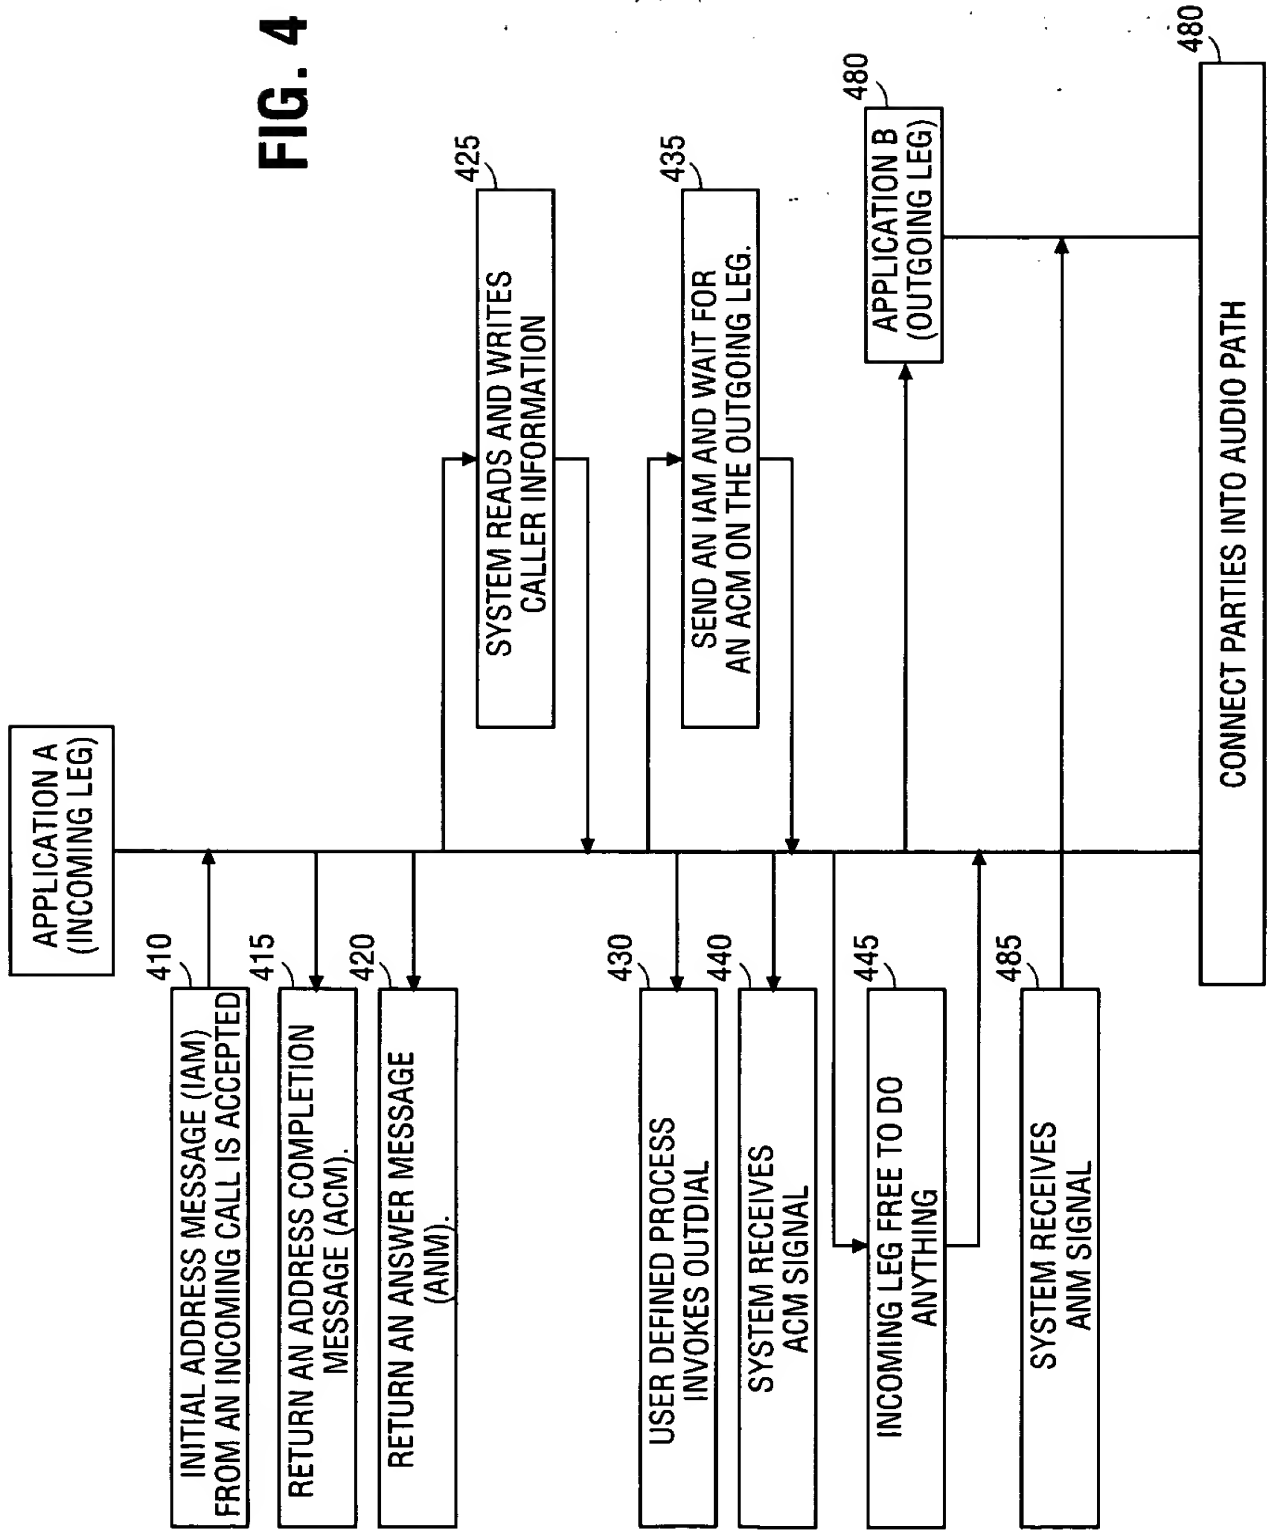 FIG. 4
APPLICATION A
(INCOMING LEG)
410
INITIAL ADDRESS MESSAGE (IAM)
FROM AN INCOMING CALL IS ACCEPTED
415
RETURN AN ADDRESS COMPLETION
MESSAGE (ACM).
420
RETURN AN ANSWER MESSAGE
(ANM).
425
SYSTEM READS AND WRITES
CALLER INFORMATION
430
USER DEFINED PROCESS
INVOKES OUTDIAL
435
SEND AN IAM AND WAIT FOR
AN ACM ON THE OUTGOING LEG.
440
SYSTEM RECEIVES
ACM SIGNAL
445
INCOMING LEG FREE TO DO
ANYTHING
480
APPLICATION B
(OUTGOING LEG)
485
SYSTEM RECEIVES
ANM SIGNAL
480
CONNECT PARTIES INTO AUDIO PATH